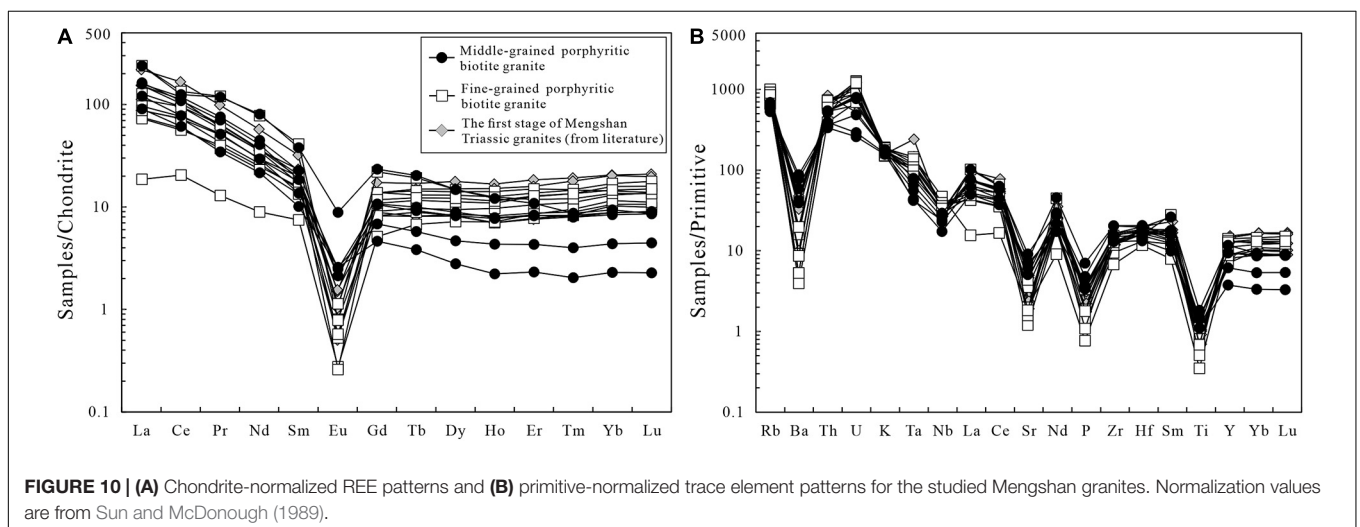 A
500
100
10
1
0.1
Samples/Chondrite
La Ce Pr Nd Sm Eu Gd Tb Dy Ho Er Tm Yb Lu
Middle-grained porphyritic
biotite granite
Fine-grained porphyritic
biotite granite
The first stage of Mengshan
Triassic granites (from literature)
B
5000
1000
100
10
1
0.1
Samples/Primitive
Rb Ba Th U K Ta Nb La Ce Sr Nd P Zr Hf Sm Ti Y Yb Lu
FIGURE 10 | (A) Chondrite-normalized REE patterns and (B) primitive-normalized trace element patterns for the studied Mengshan granites. Normalization values
are from Sun and McDonough (1989).